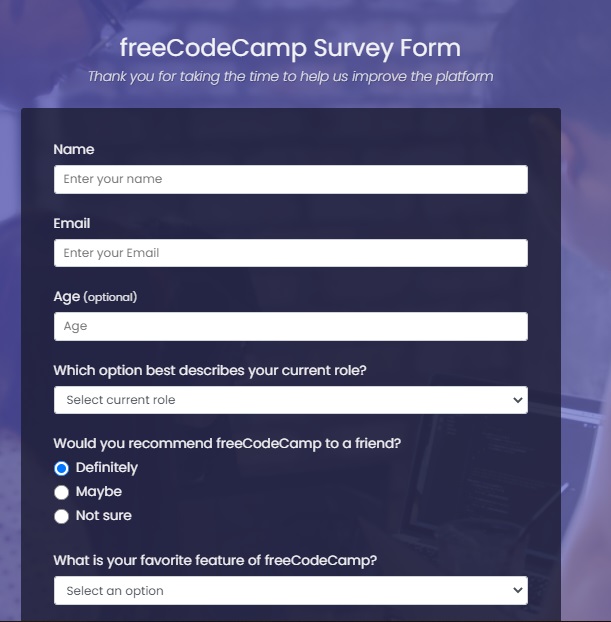 freeCodeCamp Survey Form
Thank you for taking the time to help us improve the platform
Name
Enter your name
Email
Enter your Email
Age (optional)
Age
Which option best describes your current role?
Select current role
Would you recommend freeCodeCamp to a friend?
Definitely
Maybe
Not sure
What is your favorite feature of freeCodeCamp?
Select an option